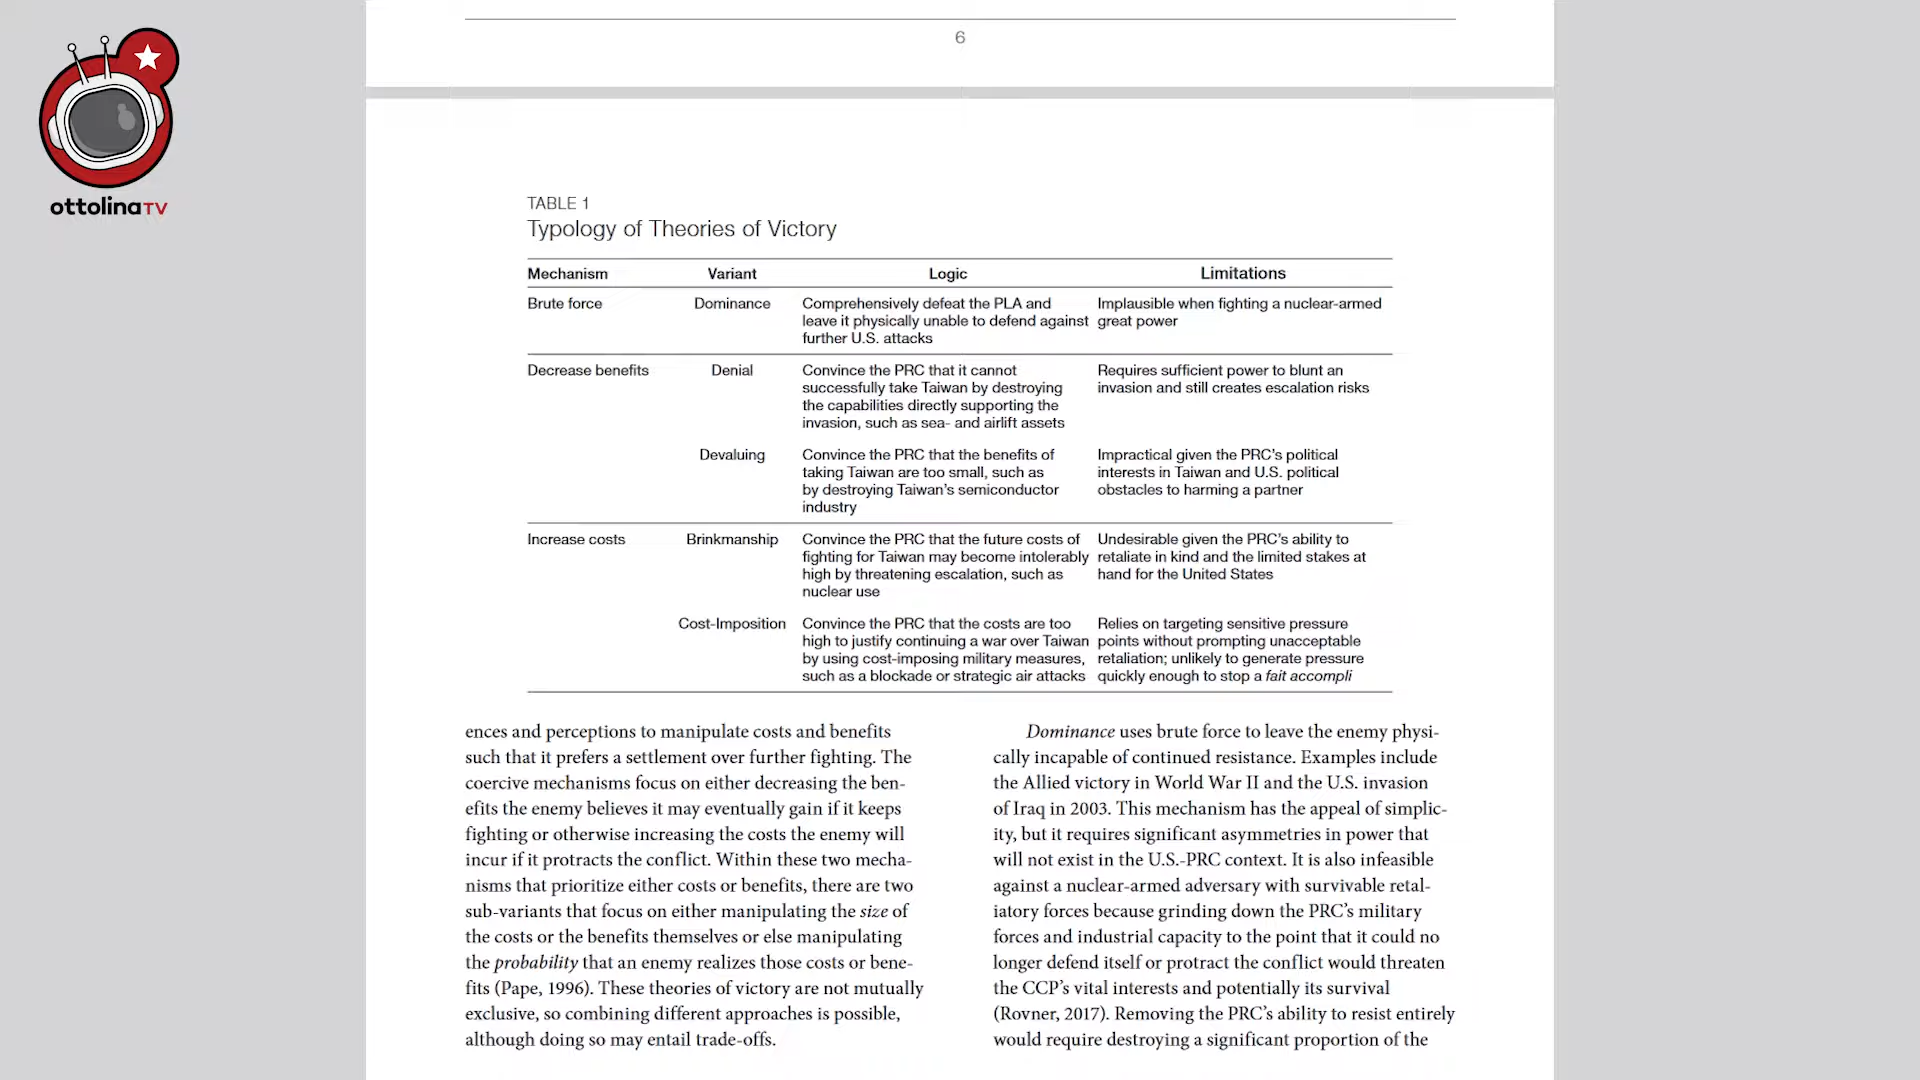 6
ottolinaTV
TABLE 1
Typology of Theories of Victory
Mechanism Variant Logic Limitations
Brute force Dominance Comprehensively defeat the PLA and Implausible when fighting a nuclear-armed
leave it physically unable to defend against great power
further U.S. attacks
Decrease benefits Denial Convince the PRC that it cannot Requires sufficient power to blunt an
successfully take Taiwan by destroying invasion and still creates escalation risks
the capabilities directly supporting the
invasion, such as sea- and airlift assets
Devaluing Convince the PRC that the benefits of Impractical given the PRC's political
taking Taiwan are too small, such as interests in Taiwan and U.S. political
by destroying Taiwan's semiconductor obstacles to harming a partner
industry
Increase costs Brinkmanship Convince the PRC that the future costs of Undesirable given the PRC's ability to
fighting for Taiwan may become intolerably retaliate in kind and the limited stakes at
high by threatening escalation, such as hand for the United States
nuclear use
Cost-Imposition Convince the PRC that the costs are too Relies on targeting sensitive pressure
high to justify continuing a war over Taiwan points without prompting unacceptable
by using cost-imposing military measures, retaliation; unlikely to generate pressure
such as a blockade or strategic air attacks quickly enough to stop a fait accompli
ences and perceptions to manipulate costs and benefits
such that it prefers a settlement over further fighting. The
coercive mechanisms focus on either decreasing the ben-
efits the enemy believes it may eventually gain if it keeps
fighting or otherwise increasing the costs the enemy will
incur if it protracts the conflict. Within these two mecha-
nisms that prioritize either costs or benefits, there are two
sub-variants that focus on either manipulating the size of
the costs or the benefits themselves or else manipulating
the probability that an enemy realizes those costs or bene-
fits (Pape, 1996). These theories of victory are not mutually
exclusive, so combining different approaches is possible,
although doing so may entail trade-offs.
Dominance uses brute force to leave the enemy physi-
cally incapable of continued resistance. Examples include
the Allied victory in World War II and the U.S. invasion
of Iraq in 2003. This mechanism has the appeal of simplic-
ity, but it requires significant asymmetries in power that
will not exist in the U.S.-PRC context. It is also infeasible
against a nuclear-armed adversary with survivable retal-
iatory forces because grinding down the PRC's military
forces and industrial capacity to the point that it could no
longer defend itself or protract the conflict would threaten
the CCP's vital interests and potentially its survival
(Rovner, 2017). Removing the PRC's ability to resist entirely
would require destroying a significant proportion of the